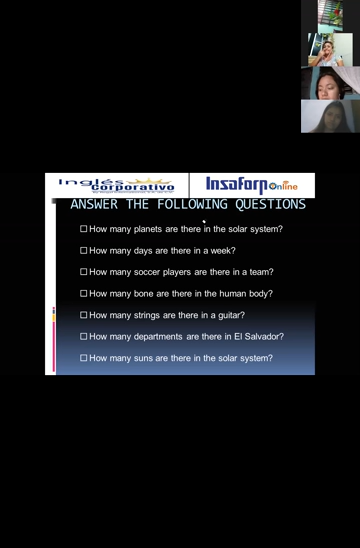 Inglés corporativo
Insaforp online
ANSWER THE FOLLOWING QUESTIONS
How many planets are there in the solar system?
How many days are there in a week?
How many soccer players are there in a team?
How many bone are there in the human body?
How many strings are there in a guitar?
How many departments are there in El Salvador?
How many suns are there in the solar system?